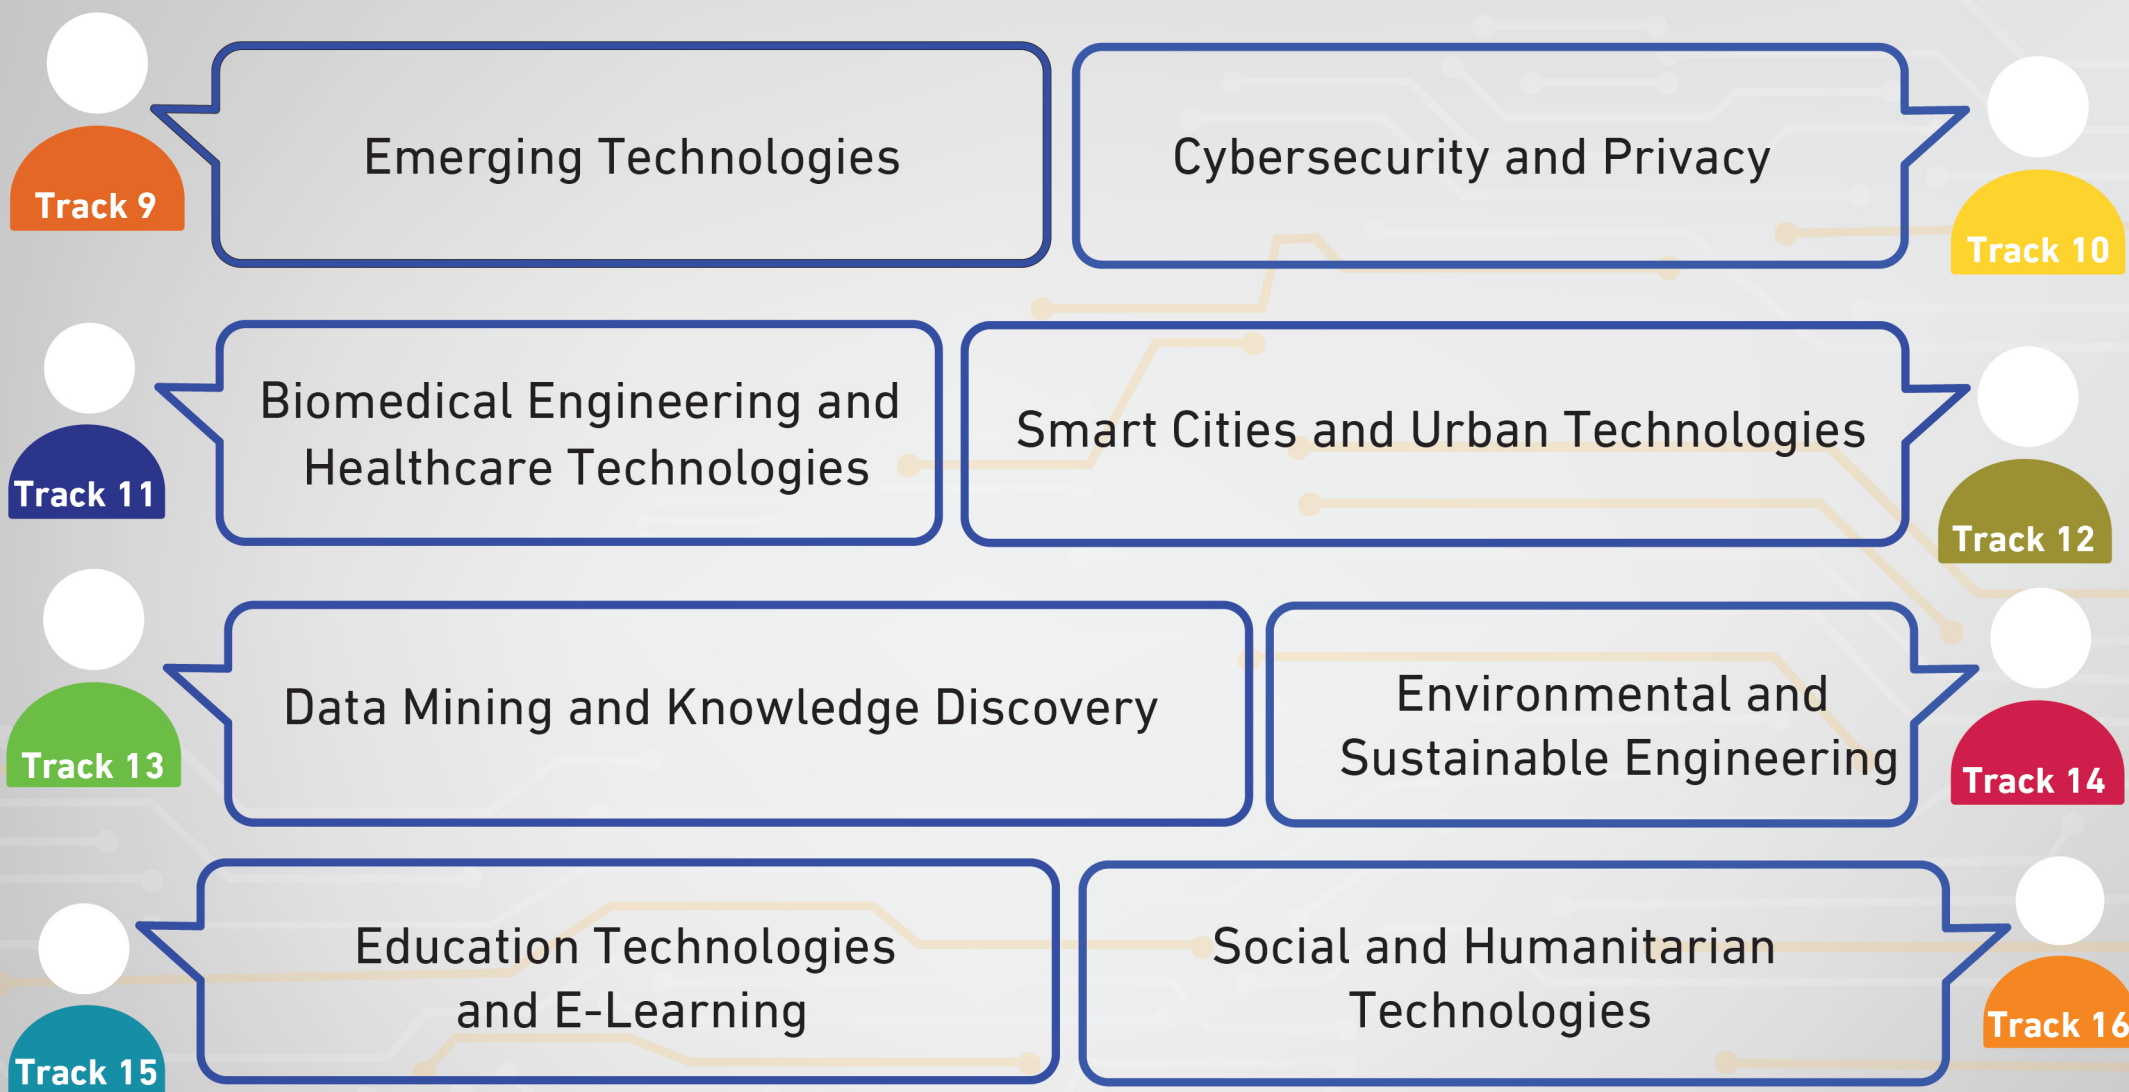 Track 9
Emerging Technologies
Cybersecurity and Privacy
Track 10
Track 11
Biomedical Engineering and
Healthcare Technologies
Smart Cities and Urban Technologies
Track 12
Track 13
Data Mining and Knowledge Discovery
Environmental and
Sustainable Engineering
Track 14
Track 15
Education Technologies
and E-Learning
Social and Humanitarian
Technologies
Track 16